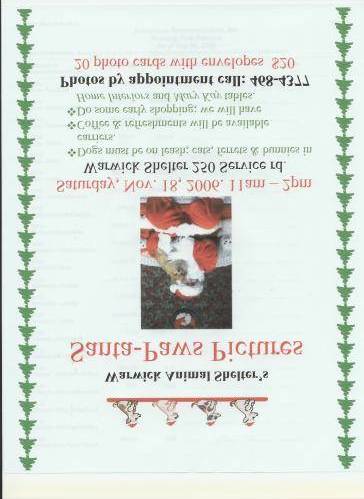 Warwick Animal Shelter's
Santa-Paws Pictures
Saturday, Nov. 18, 2006. 11am – 2pm
Warwick Shelter 250 Service rd.
❖Dogs must be on leash; cats, ferrets & bunnies in
carriers.
❖Coffee & refreshments will be available
❖Do some early shopping; we will have
Home Interiors and Mary Kay tables.
Photos by appointment call: 468-4377
20 photo cards with envelopes $20